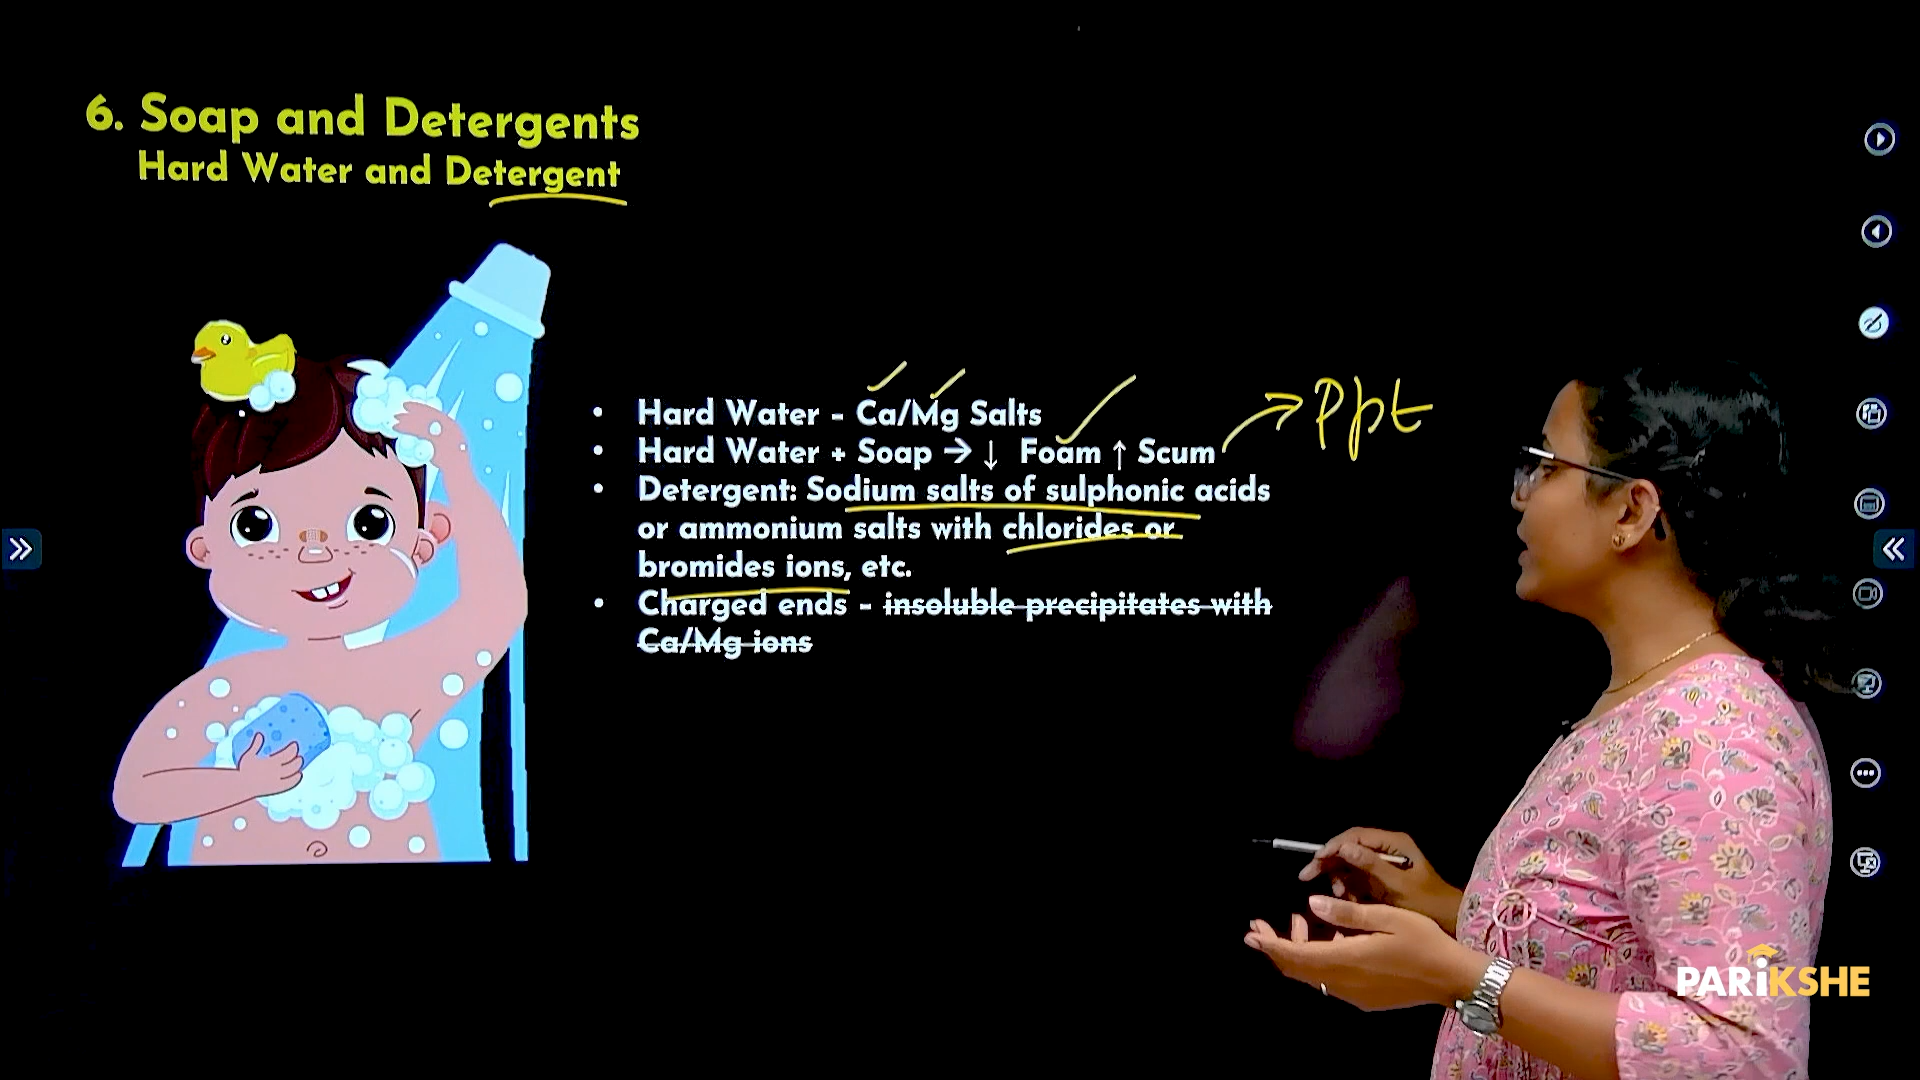 6. Soap and Detergents
Hard Water and Detergent
• Hard Water - Ca/Mg Salts
• Hard Water + Soap → ↓ Foam ↑ Scum
Ppt
• Detergent: Sodium salts of sulphonic acids
or ammonium salts with chlorides or
bromides ions, etc.
• Charged ends - insoluble precipitates with
Ca/Mg ions
PARIKSHE